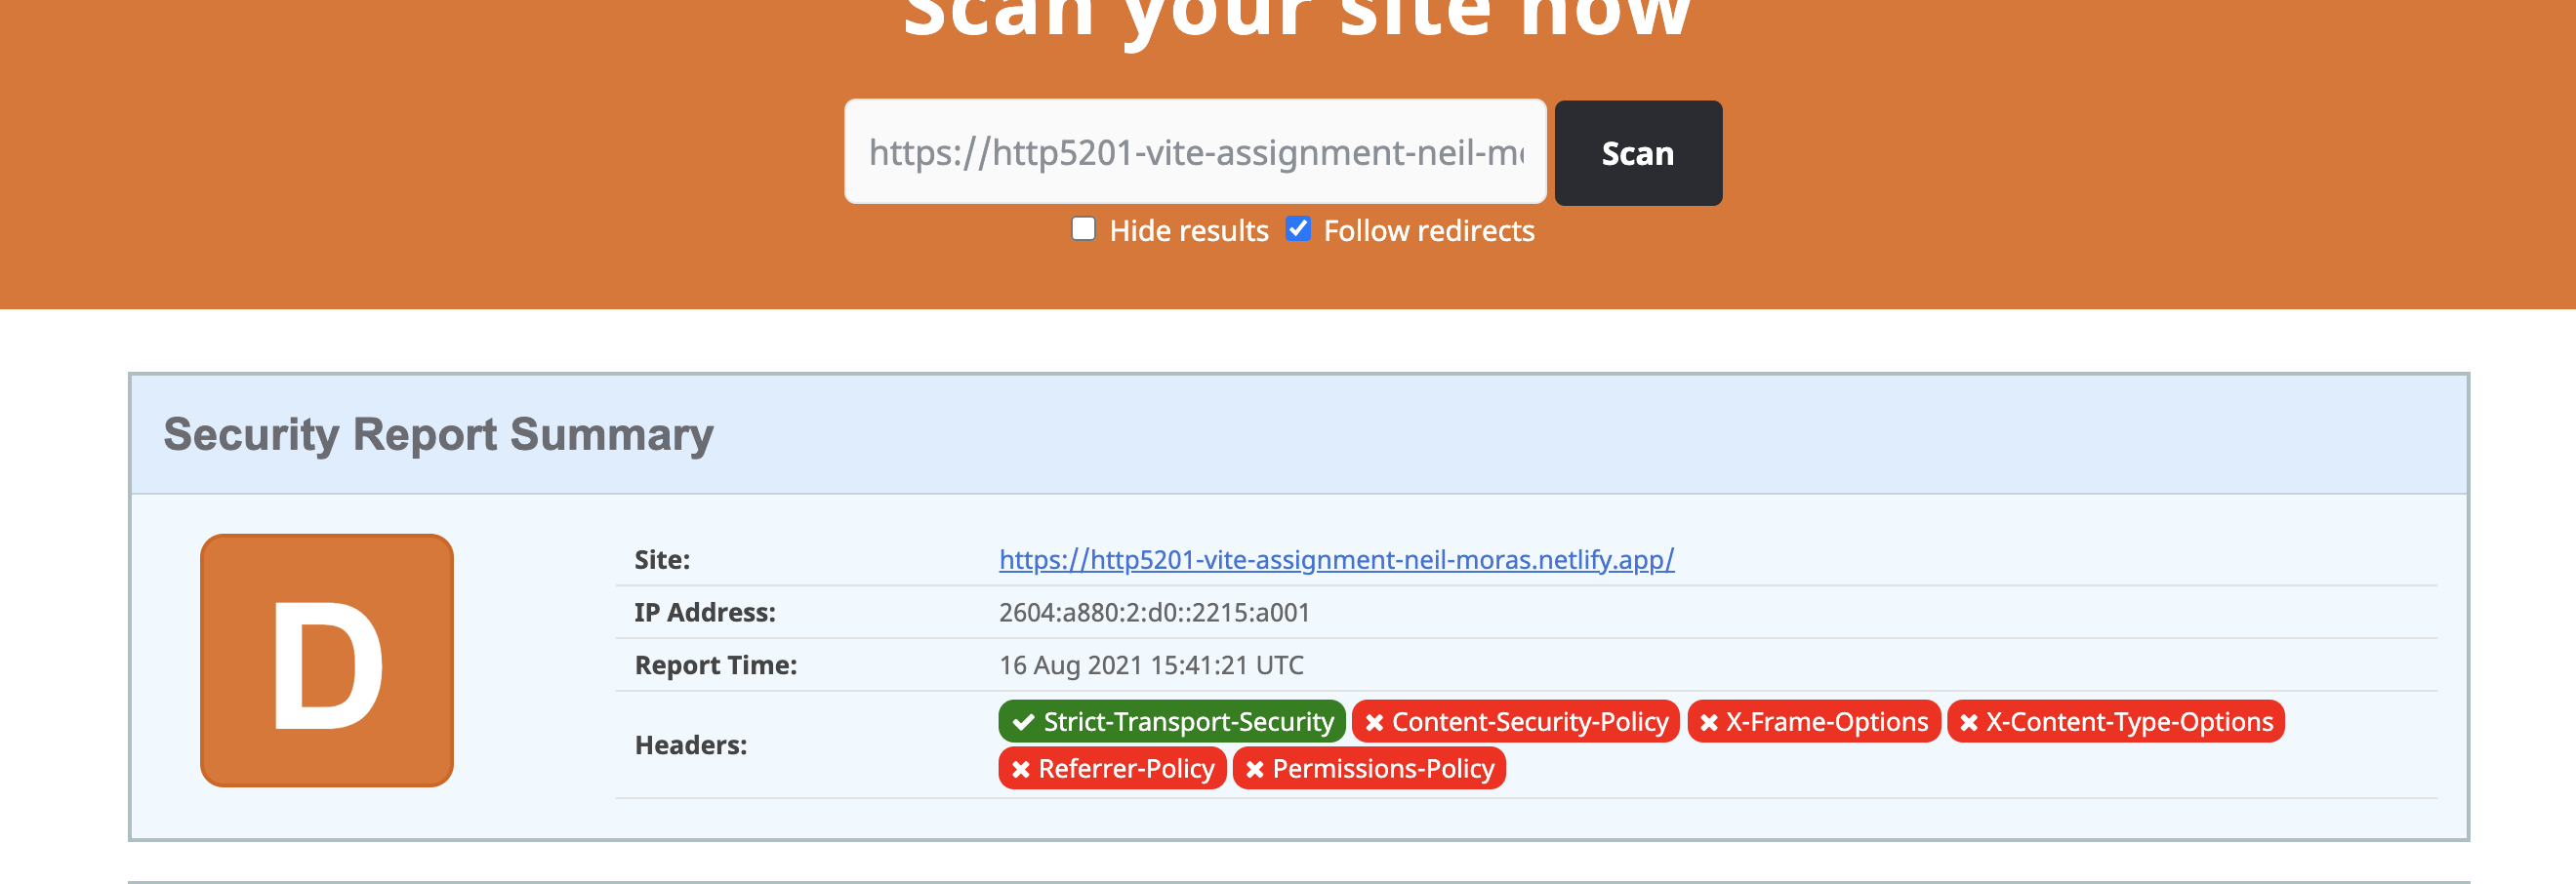 Scan your site now
https://http5201-vite-assignment-neil-m
Scan
Hide results Follow redirects
Security Report Summary
D
Site: https://http5201-vite-assignment-neil-moras.netlify.app/
IP Address: 2604:a880:2:d0::2215:a001
Report Time: 16 Aug 2021 15:41:21 UTC
Headers:
Strict-Transport-Security Content-Security-Policy X-Frame-Options X-Content-Type-Options
Referrer-Policy Permissions-Policy